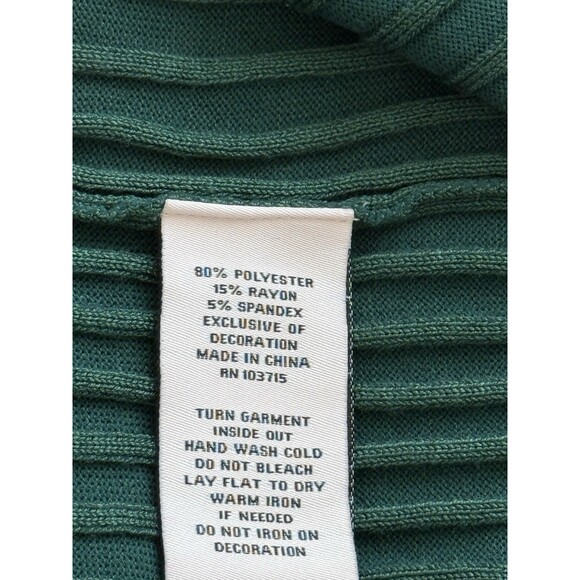 80% POLYESTER
15% RAYON
5% SPANDEX
EXCLUSIVE OF
DECORATION
MADE IN CHINA
RN 103715
TURN GARMENT
INSIDE OUT
HAND WASH COLD
DO NOT BLEACH
LAY FLAT TO DRY
WARM IRON
IF NEEDED
DO NOT IRON ON
DECORATION